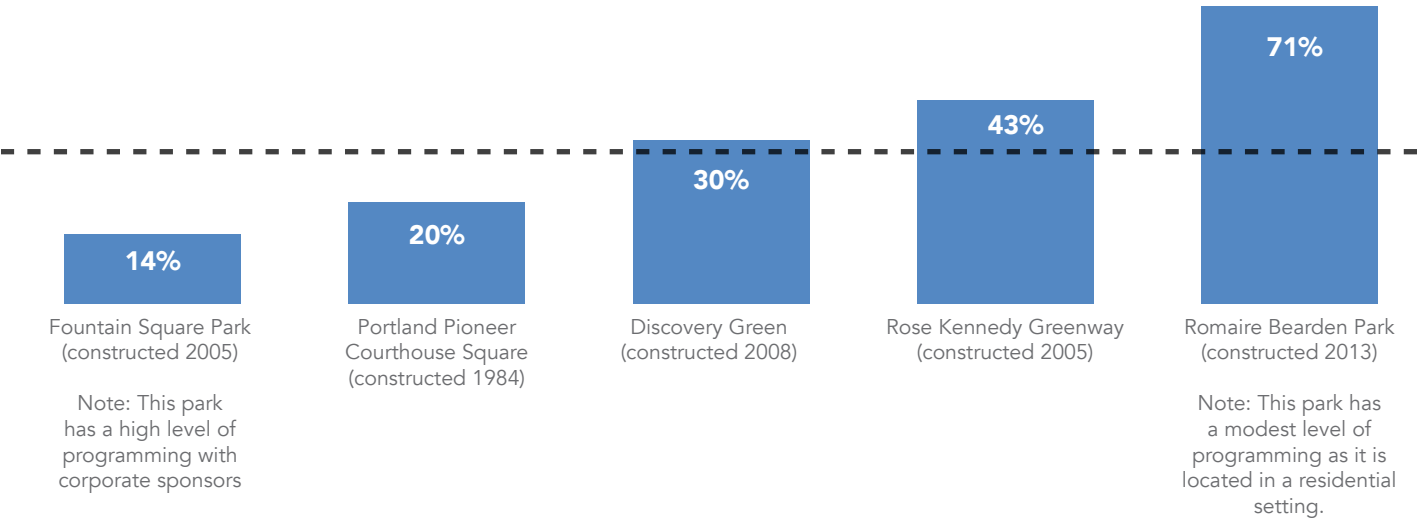 14%
20%
30%
43%
71%
Fountain Square Park
(constructed 2005)
Note: This park
has a high level of
programming with
corporate sponsors
Portland Pioneer
Courthouse Square
(constructed 1984)
Discovery Green
(constructed 2008)
Rose Kennedy Greenway
(constructed 2005)
Romaire Bearden Park
(constructed 2013)
Note: This park has
a modest level of
programming as it is
located in a residential
setting.